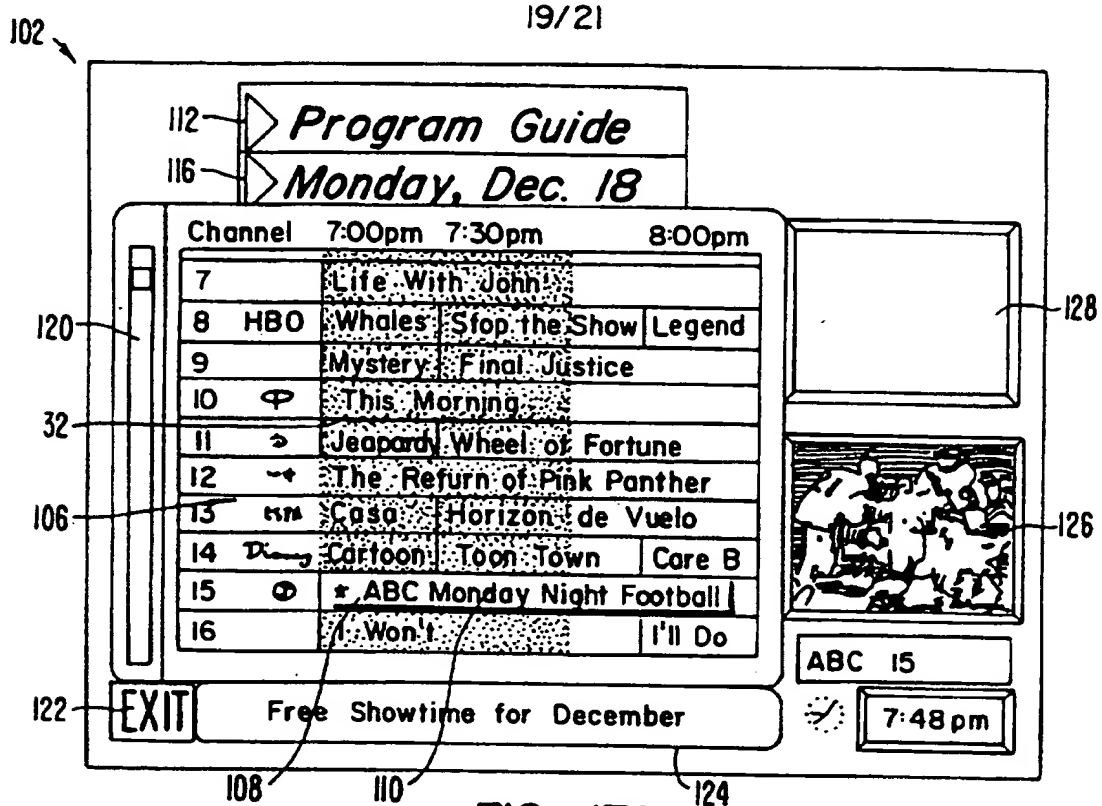 19/21
102
112
Program Guide
116
Monday, Dec. 18
Channel 7:00pm 7:30pm 8:00pm
7 Life With John
120
8 HBO Whales Stop the Show Legend
128
9 Mystery Final Justice
10 This Morning
32
11 Jeapardy Wheel of Fortune
12 The Return of Pink Panther
106
13 Casa Horizon de Vuelo
126
14 Disney Cartoon Toon Town Care B
15 * ABC Monday Night Football
16 I Won't I'll Do
ABC 15
122
EXIT Free Showtime for December
7:48pm
108 110 124